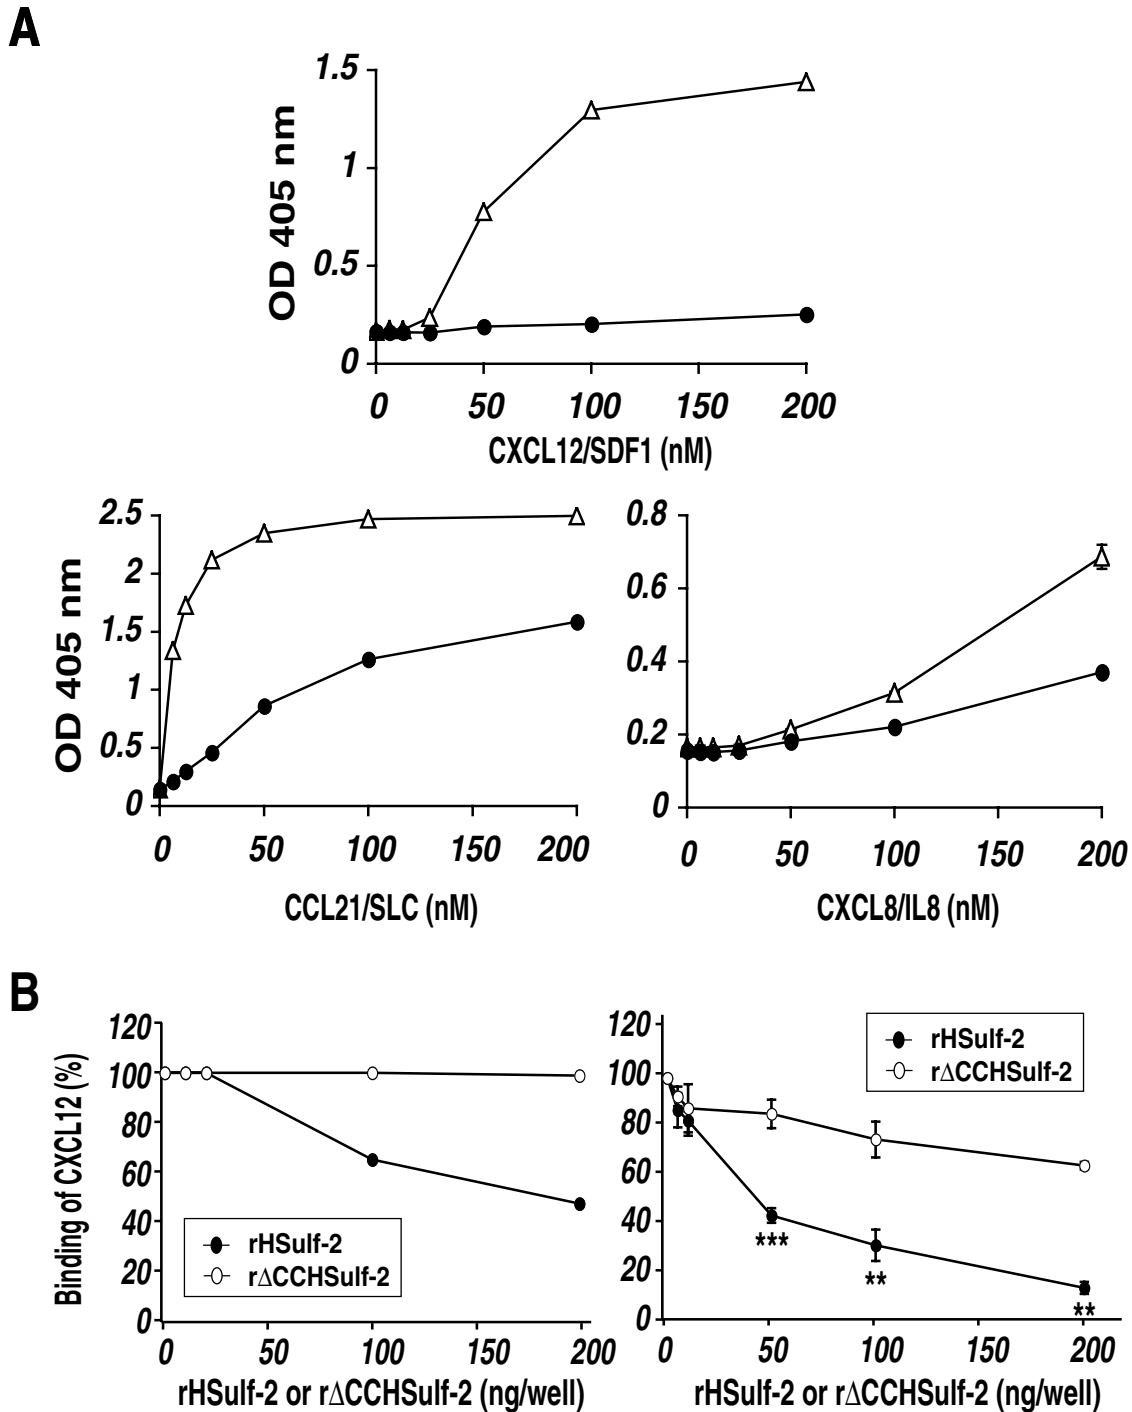 A
1.5
1
0.5
0
OD 405 nm
0 50 100 150 200
CXCL12/SDF1 (nM)
2.5
2
1.5
1
0.5
0
OD 405 nm
0 50 100 150 200
CCL21/SLC (nM)
0.8
0.6
0.4
0.2
0
0 50 100 150 200
CXCL8/IL8 (nM)
B
120
100
80
60
40
20
0
Binding of CXCL12 (%)
rHSulf-2
r∆CCHSulf-2
0 50 100 150 200
rHSulf-2 or r∆CCHSulf-2 (ng/well)
120
100
80
60
40
20
0
rHSulf-2
r∆CCHSulf-2
***
**
**
0 50 100 150 200
rHSulf-2 or r∆CCHSulf-2 (ng/well)